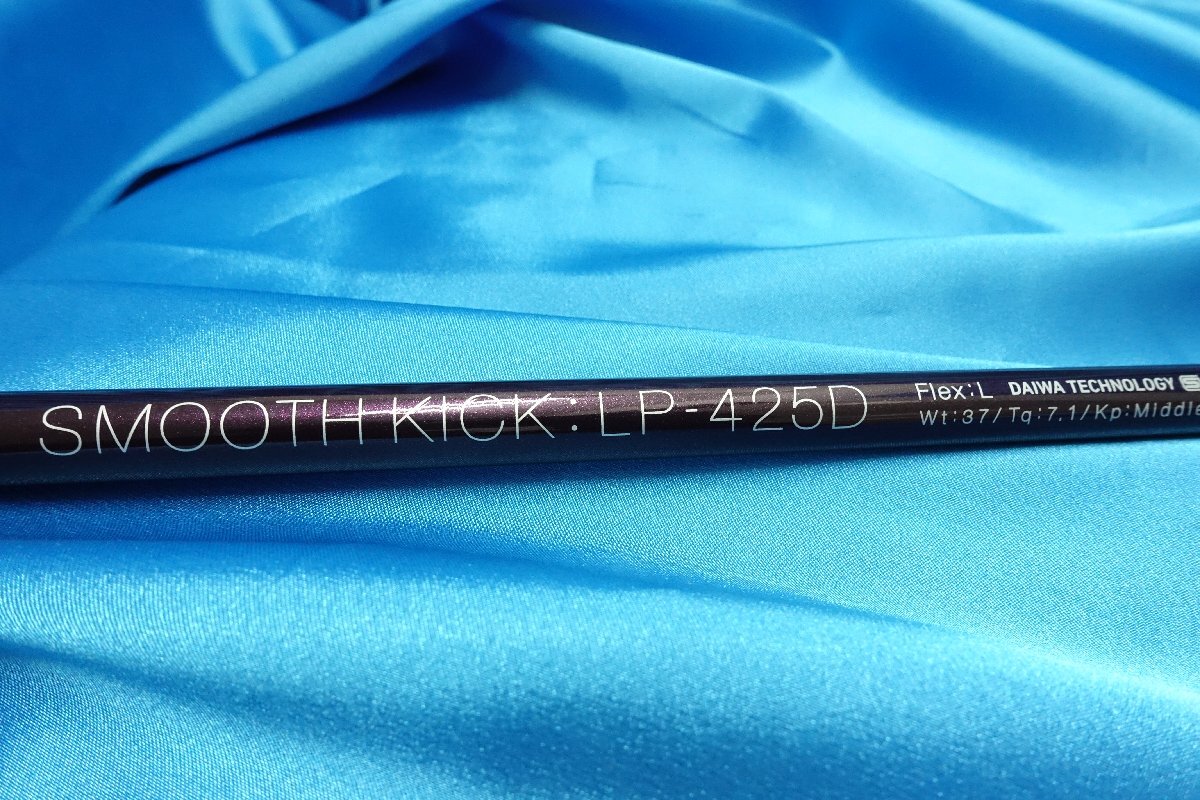 SMOOTH KICK:LP-425D
Flex:L DAIWA TECHNOLOGY
Wt:37/Tq:7.1/Kp:Middle